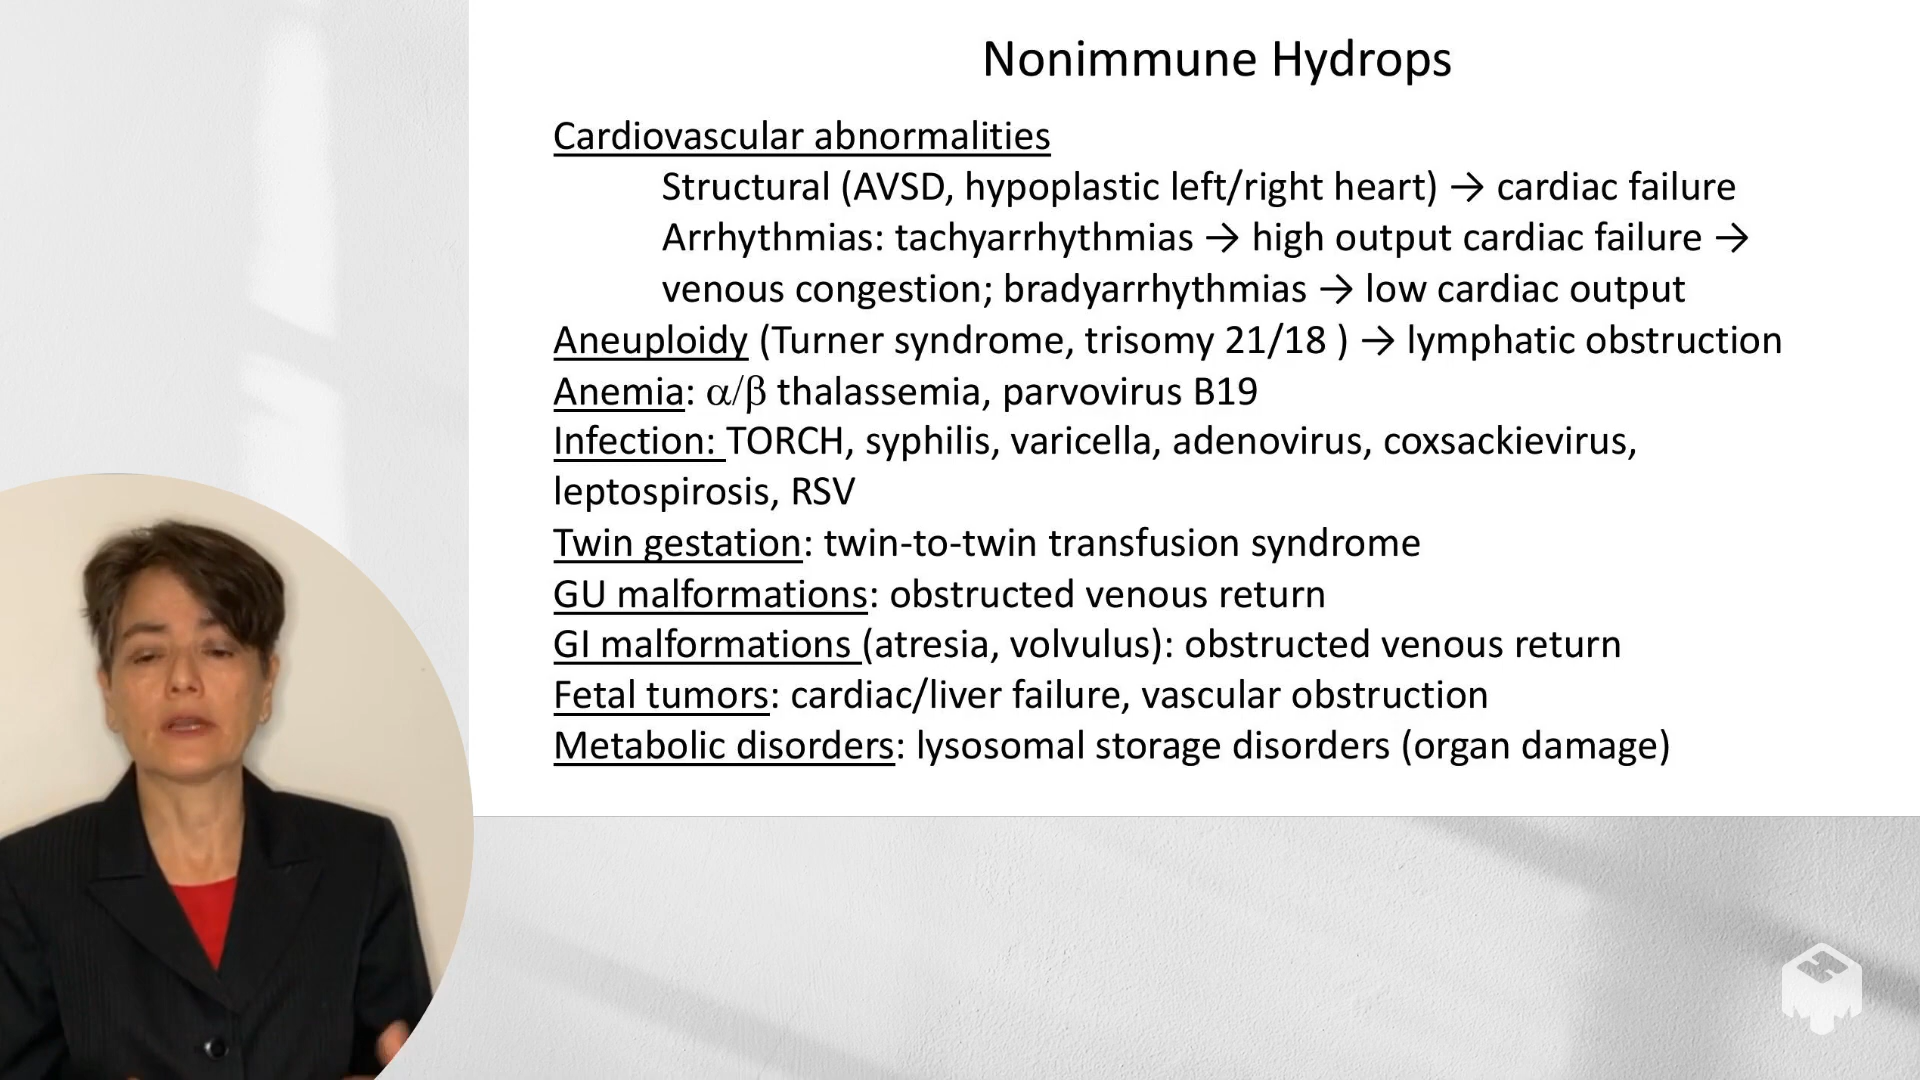 Nonimmune Hydrops
Cardiovascular abnormalities
Structural (AVSD, hypoplastic left/right heart) → cardiac failure
Arrhythmias: tachyarrhythmias → high output cardiac failure →
venous congestion; bradyarrhythmias → low cardiac output
Aneuploidy (Turner syndrome, trisomy 21/18 ) → lymphatic obstruction
Anemia: α/β thalassemia, parvovirus B19
Infection: TORCH, syphilis, varicella, adenovirus, coxsackievirus,
leptospirosis, RSV
Twin gestation: twin-to-twin transfusion syndrome
GU malformations: obstructed venous return
GI malformations (atresia, volvulus): obstructed venous return
Fetal tumors: cardiac/liver failure, vascular obstruction
Metabolic disorders: lysosomal storage disorders (organ damage)